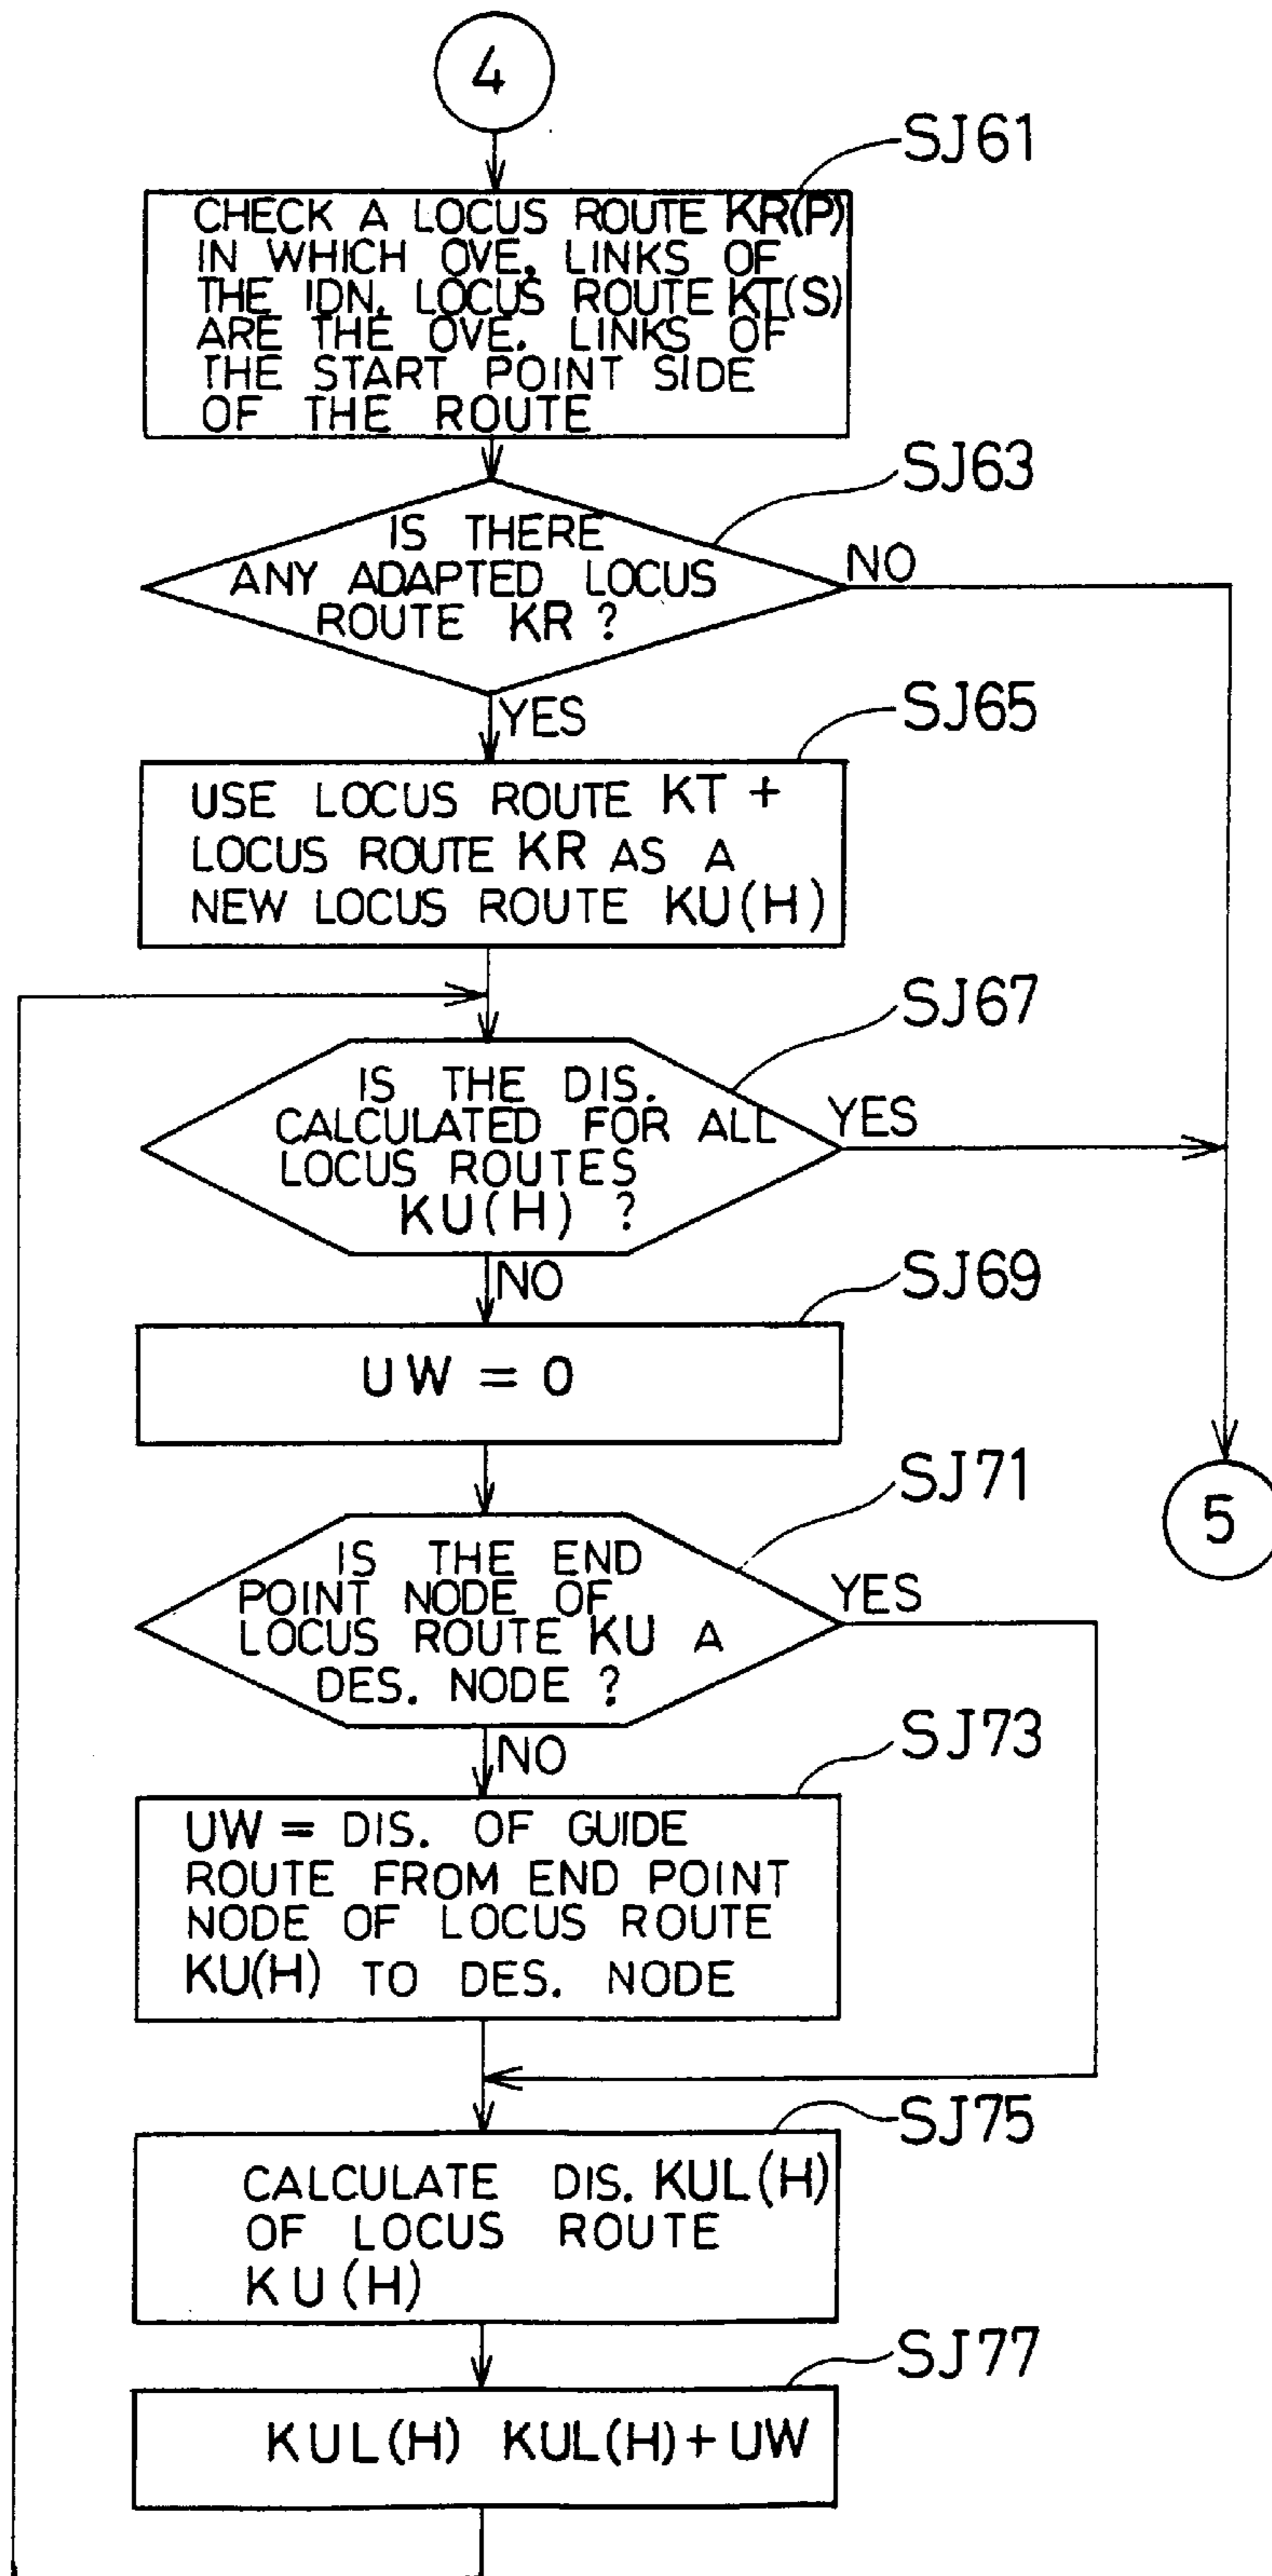 4
SJ61
CHECK A LOCUS ROUTE KR(P)
IN WHICH OVE. LINKS OF
THE IDN. LOCUS ROUTE KT(S)
ARE THE OVE. LINKS OF
THE START POINT SIDE
OF THE ROUTE
SJ63
IS THERE
ANY ADAPTED LOCUS
ROUTE KR ?
NO
YES
SJ65
USE LOCUS ROUTE KT +
LOCUS ROUTE KR AS A
NEW LOCUS ROUTE KU(H)
SJ67
IS THE DIS.
CALCULATED FOR ALL
LOCUS ROUTES
KU(H) ?
YES
NO
SJ69
UW = 0
SJ71
IS THE END
POINT NODE OF
LOCUS ROUTE KU A
DES. NODE ?
YES
5
NO
SJ73
UW = DIS. OF GUIDE
ROUTE FROM END POINT
NODE OF LOCUS ROUTE
KU(H) TO DES. NODE
SJ75
CALCULATE DIS. KUL(H)
OF LOCUS ROUTE
KU(H)
SJ77
KUL(H) KUL(H)+UW